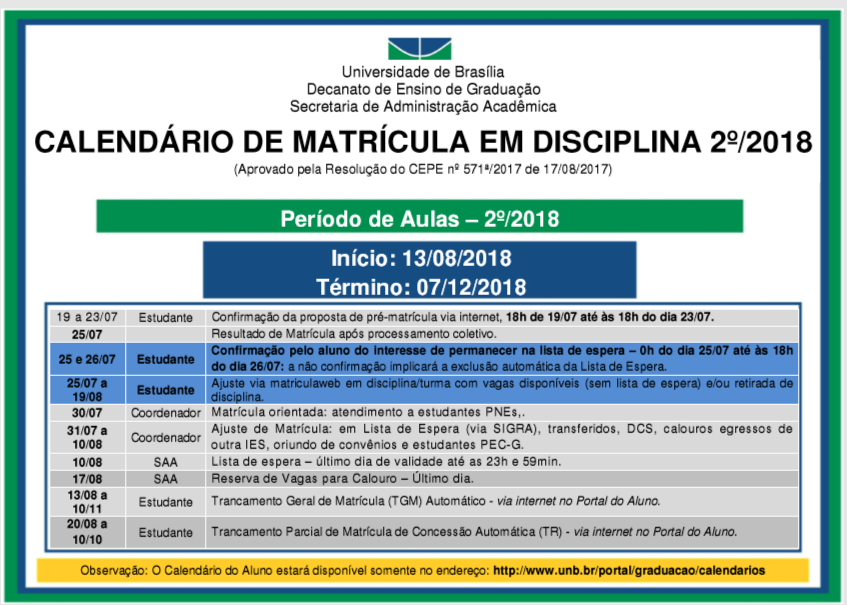 Universidade de Brasília
Decanato de Ensino de Graduação
Secretaria de Administração Acadêmica
CALENDÁRIO DE MATRÍCULA EM DISCIPLINA 2º/2018
(Aprovado pela Resolução do CEPE nº 571ª/2017 de 17/08/2017)
Período de Aulas – 2º/2018
Início: 13/08/2018
Término: 07/12/2018
19 a 23/07 Estudante Confirmação da proposta de pré-matrícula via internet, 18h de 19/07 até às 18h do dia 23/07.
25/07 Resultado de Matrícula após processamento coletivo.
25 e 26/07 Estudante Confirmação pelo aluno do interesse de permanecer na lista de espera – 0h do dia 25/07 até às 18h
do dia 26/07: a não confirmação implicará a exclusão automática da Lista de Espera.
25/07 a
19/08 Estudante Ajuste via matriculaweb em disciplina/turma com vagas disponíveis (sem lista de espera) e/ou retirada de
disciplina.
30/07 Coordenador Matrícula orientada: atendimento a estudantes PNEs,.
31/07 a
10/08 Coordenador Ajuste de Matrícula: em Lista de Espera (via SIGRA), transferidos, DCS, calouros egressos de
outra IES, oriundo de convênios e estudantes PEC-G.
10/08 SAA Lista de espera – último dia de validade até as 23h e 59min.
17/08 SAA Reserva de Vagas para Calouro – Último dia.
13/08 a
10/11 Estudante Trancamento Geral de Matrícula (TGM) Automático - via internet no Portal do Aluno.
20/08 a
10/10 Estudante Trancamento Parcial de Matrícula de Concessão Automática (TR) - via internet no Portal do Aluno.
Observação: O Calendário do Aluno estará disponível somente no endereço: http://www.unb.br/portal/graduacao/calendarios